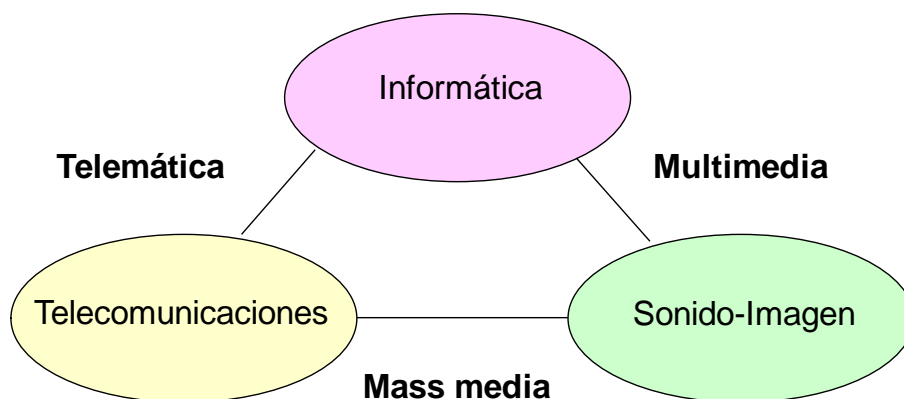 Informática
Telemática
Multimedia
Telecomunicaciones
Sonido-Imagen
Mass media